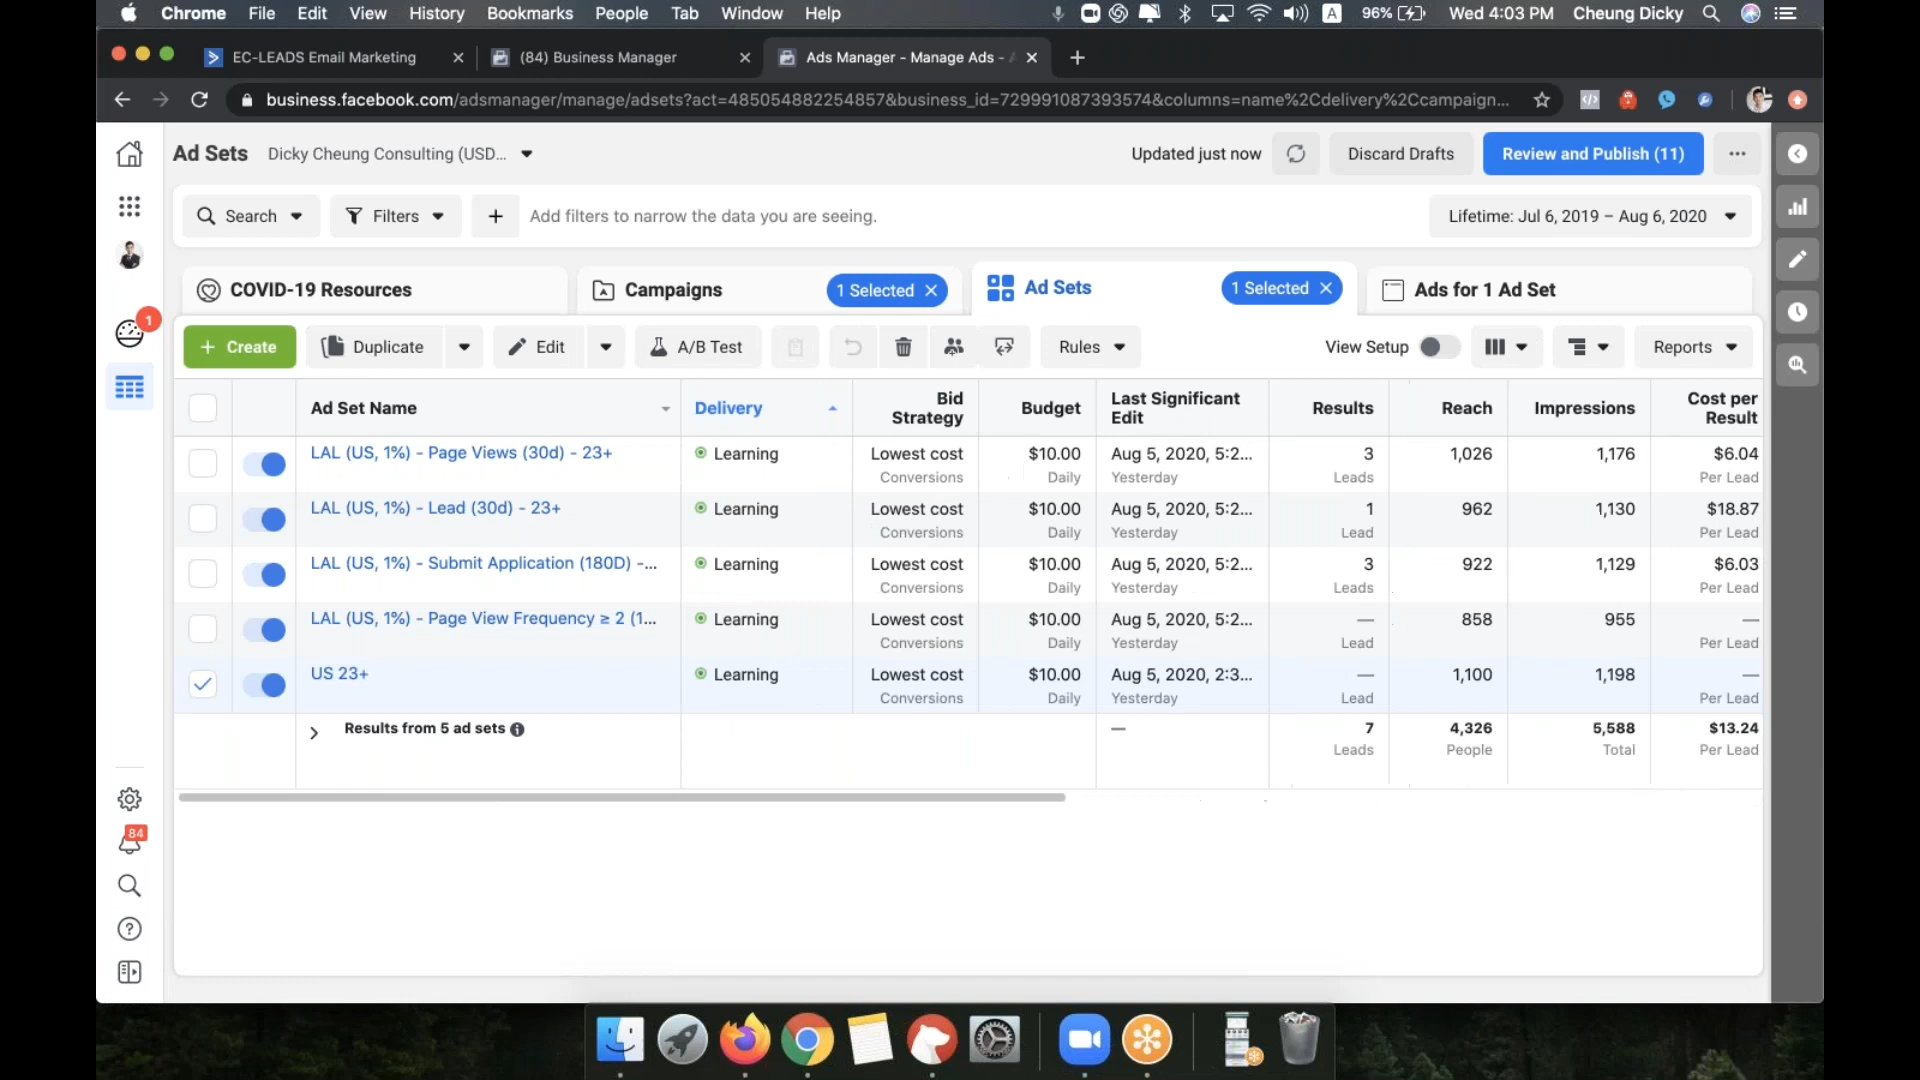 Chrome File Edit View History Bookmarks People Tab Window Help A 96% Wed 4:03 PM Cheung Dicky
EC-LEADS Email Marketing (84) Business Manager Ads Manager - Manage Ads -
business.facebook.com/adsmanager/manage/adsets?act=485054882254857&business_id=729991087393574&columns=name%2Cdelivery%2Ccampaign...
Ad Sets Dicky Cheung Consulting (USD... Updated just now Discard Drafts Review and Publish (11)
Search Filters + Add filters to narrow the data you are seeing. Lifetime: Jul 6, 2019 – Aug 6, 2020
COVID-19 Resources Campaigns 1 Selected Ad Sets 1 Selected Ads for 1 Ad Set
1
+ Create Duplicate Edit A/B Test Rules View Setup Reports
Ad Set Name Delivery Bid Strategy Budget Last Significant Edit Results Reach Impressions Cost per Result
LAL (US, 1%) - Page Views (30d) - 23+ Learning Lowest cost $10.00 Aug 5, 2020, 5:2... 3 1,026 1,176 $6.04
Conversions Daily Yesterday Leads Per Lead
LAL (US, 1%) - Lead (30d) - 23+ Learning Lowest cost $10.00 Aug 5, 2020, 5:2... 1 962 1,130 $18.87
Conversions Daily Yesterday Lead Per Lead
LAL (US, 1%) - Submit Application (180D) -... Learning Lowest cost $10.00 Aug 5, 2020, 5:2... 3 922 1,129 $6.03
Conversions Daily Yesterday Leads Per Lead
LAL (US, 1%) - Page View Frequency ≥ 2 (1... Learning Lowest cost $10.00 Aug 5, 2020, 5:2... — 858 955 —
Conversions Daily Yesterday Lead Per Lead
US 23+ Learning Lowest cost $10.00 Aug 5, 2020, 2:3... — 1,100 1,198 —
Conversions Daily Yesterday Lead Per Lead
Results from 5 ad sets — 7 4,326 5,588 $13.24
Leads People Total Per Lead
84